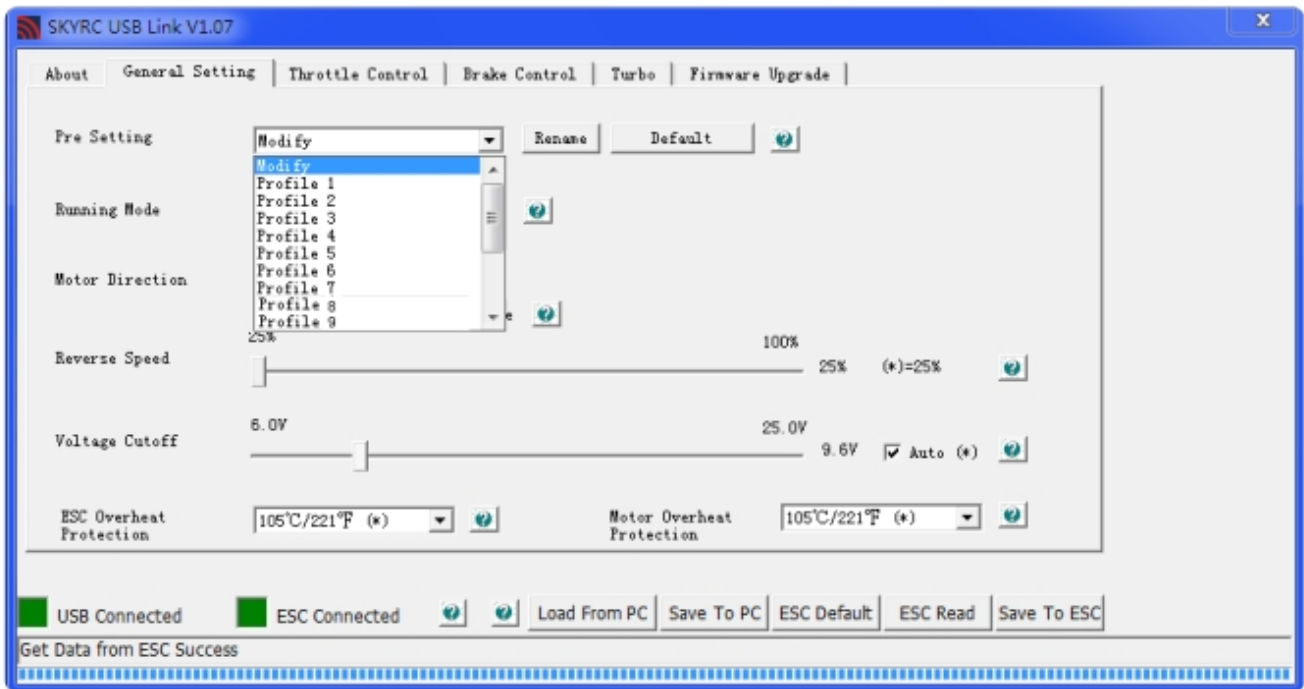 SKYRC USB Link V1.07
About General Setting Throttle Control Brake Control Turbo Firmware Upgrade
Pre Setting Modify Rename Default
Modify
Profile 1
Profile 2
Profile 3
Profile 4
Profile 5
Profile 6
Profile 7
Profile 8
Profile 9
Running Mode
Motor Direction
e
Reverse Speed 25% 100% 25% (*)=25%
Voltage Cutoff 6.0V 25.0V 9.6V Auto (*)
ESC Overheat Protection 105℃/221℉ (*) Motor Overheat Protection 105℃/221℉ (*)
USB Connected ESC Connected Load From PC Save To PC ESC Default ESC Read Save To ESC
Get Data from ESC Success